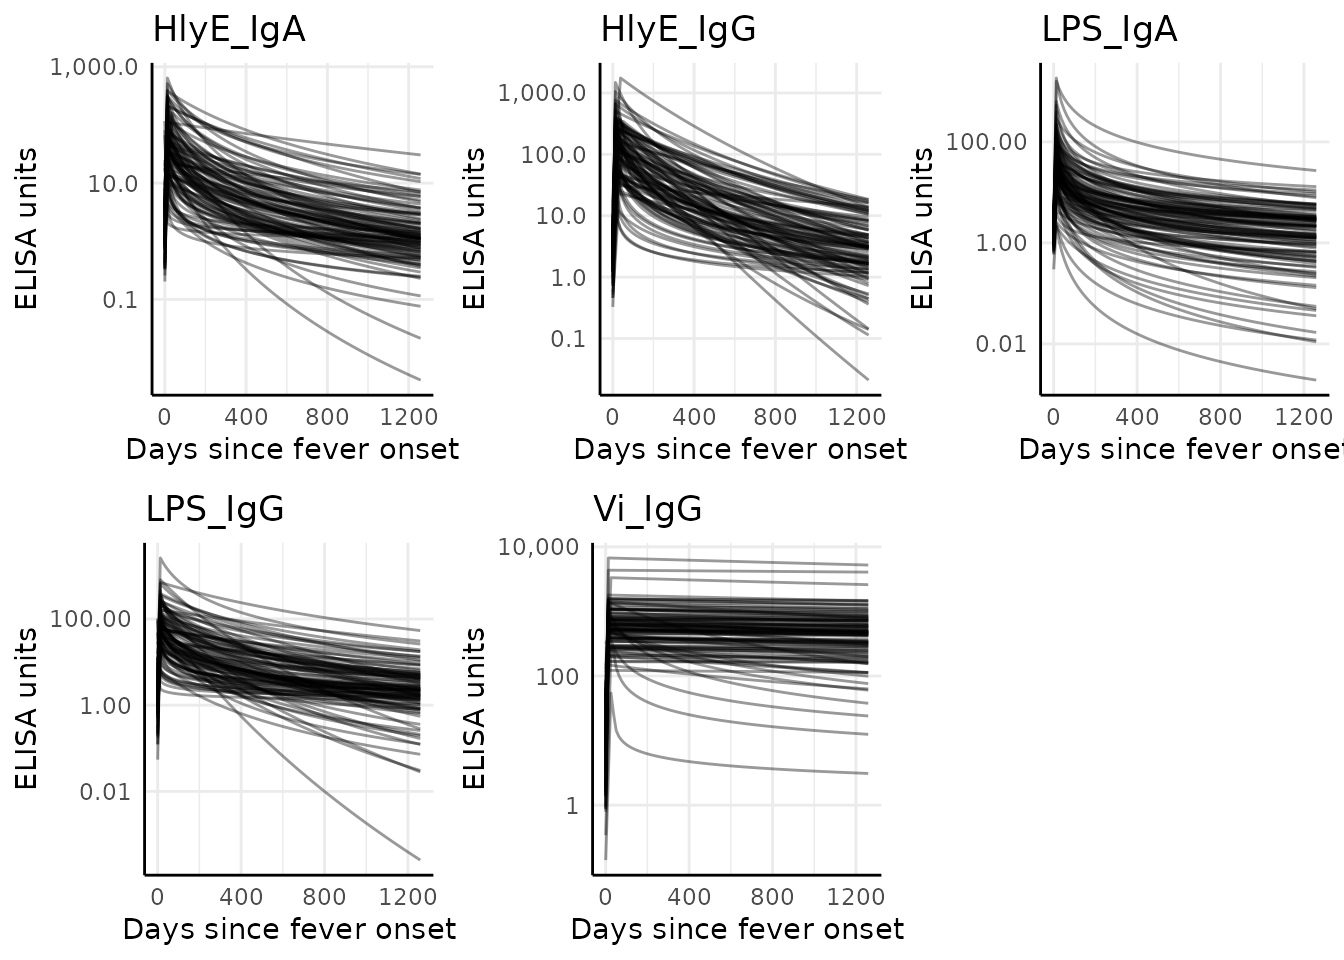 HlyE_IgA
1,000.0
10.0
0.1
ELISA units
0 400 800 1200
Days since fever onset
HlyE_IgG
1,000.0
100.0
10.0
1.0
0.1
ELISA units
0 400 800 1200
Days since fever onset
LPS_IgA
100.00
1.00
0.01
ELISA units
0 400 800 1200
Days since fever onset
LPS_IgG
100.00
1.00
0.01
ELISA units
0 400 800 1200
Days since fever onset
Vi_IgG
10,000
100
1
ELISA units
0 400 800 1200
Days since fever onset